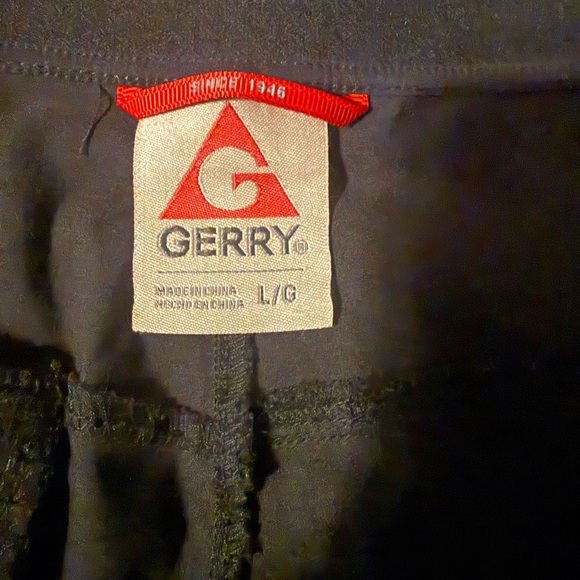 SINCE 1946
GERRY®
MADE IN CHINA
HECHO EN CHINA
L/G